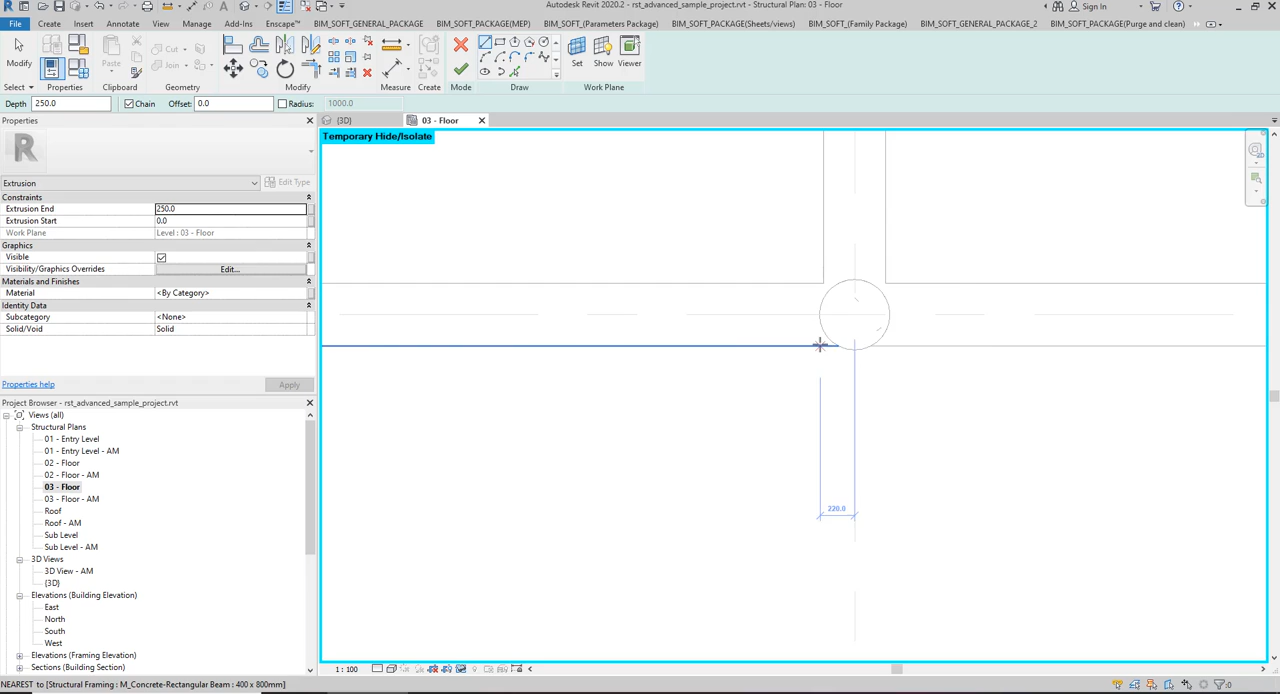 Autodesk Revit 2020.2 - rst_advanced_sample_project.rvt - Structural Plan: 03 - Floor
Sign In
File Create Annotate View Manage Add-Ins Enscape™ BIM_SOFT_GENERAL_PACKAGE BIM_SOFT_PACKAGE(MEP) BIM_SOFT_(Parameters Package) BIM_SOFT_PACKAGE(Sheets/views) BIM_SOFT_(Family Package) BIM_SOFT_GENERAL_PACKAGE_2 BIM_SOFT_PACKAGE(Purge and clean)
Modify Paste Cut Join Set Show Viewer
Select Properties Clipboard Geometry Modify Measure Create Mode Draw Work Plane
Depth 250.0 Chain Offset: 0.0 Radius: 1000.0
Properties
{3D} 03 - Floor
Temporary Hide/Isolate
R
Extrusion Edit Type
Constraints
Extrusion End 250.0
Extrusion Start 0.0
Work Plane Level : 03 - Floor
Graphics
Visible
Visibility/Graphics Overrides Edit...
Materials and Finishes
Material <By Category>
Identity Data
Subcategory <None>
Solid/Void Solid
Properties help Apply
Project Browser - rst_advanced_sample_project.rvt
Views (all)
Structural Plans
01 - Entry Level
01 - Entry Level - AM
02 - Floor
02 - Floor - AM
03 - Floor
03 - Floor - AM
Roof
Roof - AM
Sub Level
Sub Level - AM
3D Views
3D View - AM
{3D}
Elevations (Building Elevation)
East
North
South
West
Elevations (Framing Elevation)
Sections (Building Section)
220.0
1 : 100
NEAREST to [Structural Framing : M_Concrete-Rectangular Beam : 400 x 800mm]
:0